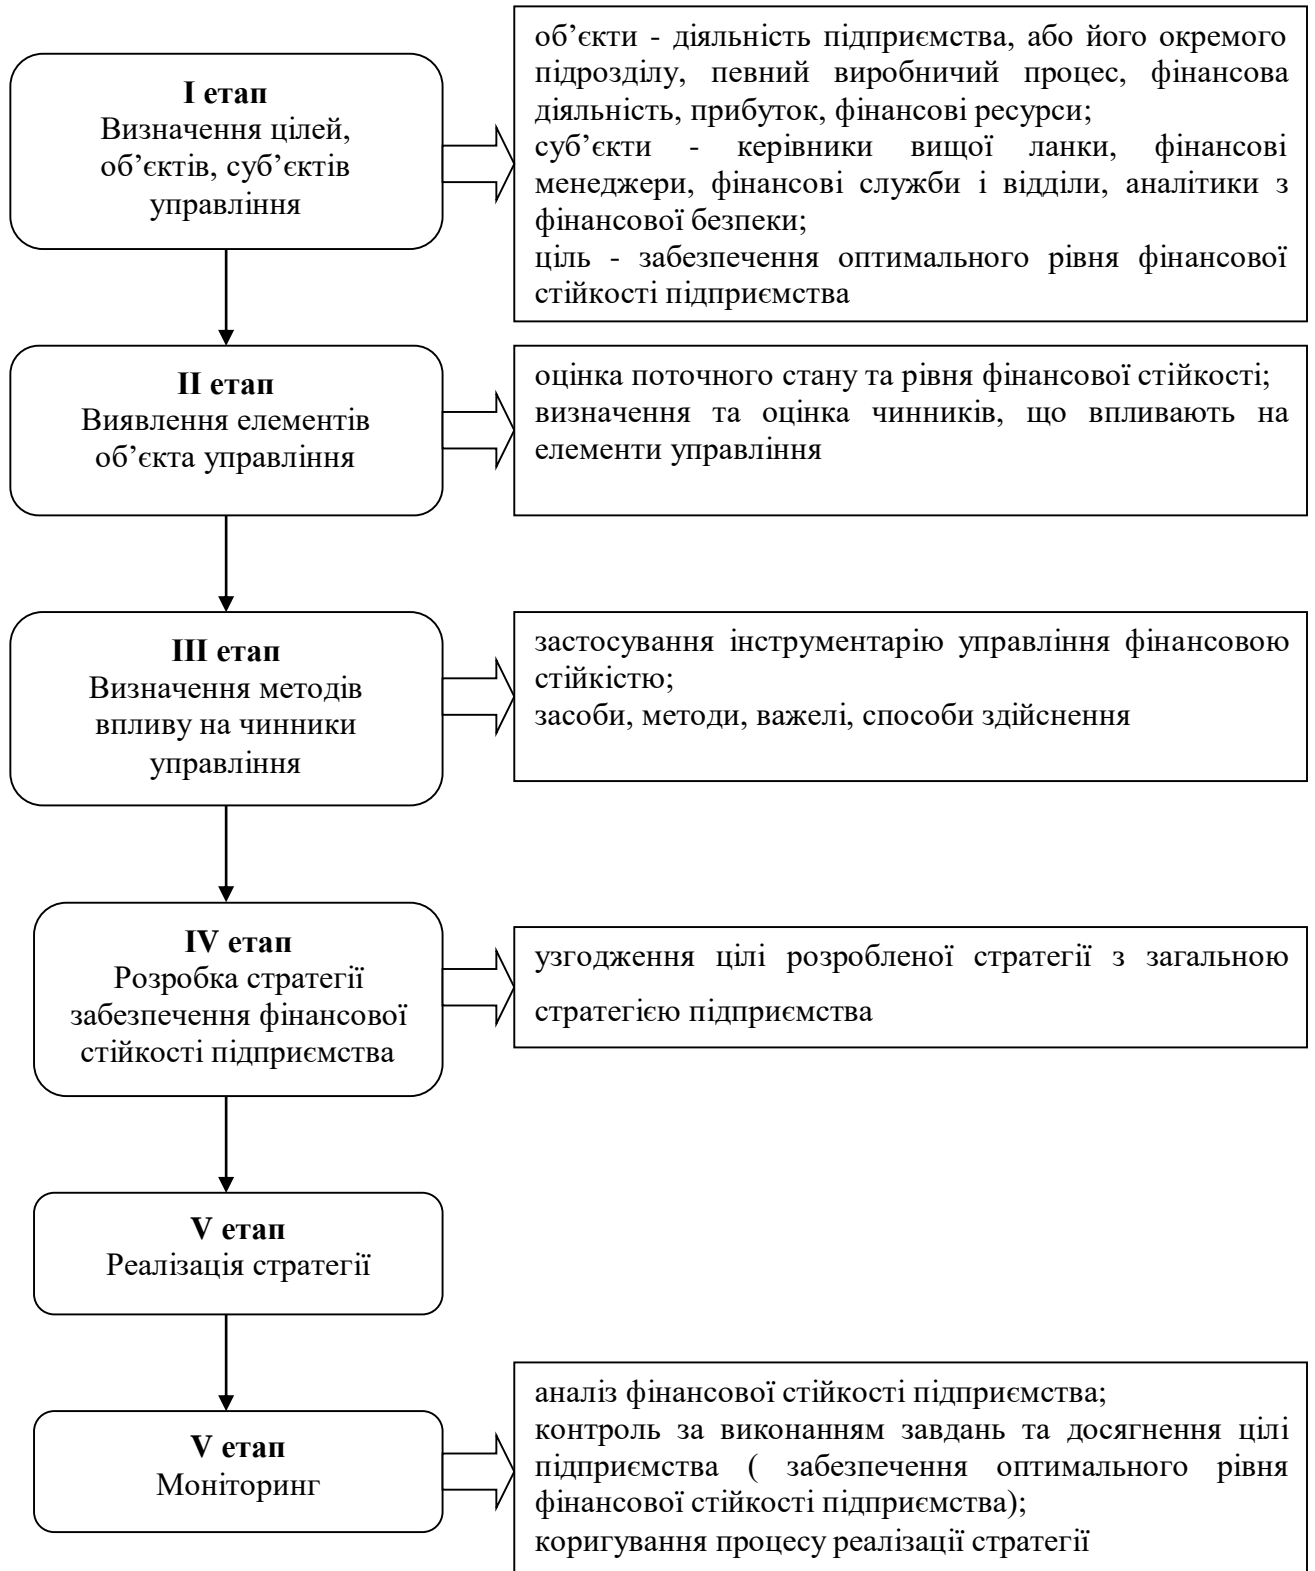 І етап
Визначення цілей,
об’єктів, суб’єктів
управління
об’єкти - діяльність підприємства, або його окремого
підрозділу, певний виробничий процес, фінансова
діяльність, прибуток, фінансові ресурси;
суб’єкти - керівники вищої ланки, фінансові
менеджери, фінансові служби і відділи, аналітики з
фінансової безпеки;
ціль - забезпечення оптимального рівня фінансової
стійкості підприємства
ІІ етап
Виявлення елементів
об’єкта управління
оцінка поточного стану та рівня фінансової стійкості;
визначення та оцінка чинників, що впливають на
елементи управління
ІІІ етап
Визначення методів
впливу на чинники
управління
застосування інструментарію управління фінансовою
стійкістю;
засоби, методи, важелі, способи здійснення
IV етап
Розробка стратегії
забезпечення фінансової
стійкості підприємства
узгодження цілі розробленої стратегії з загальною
стратегією підприємства
V етап
Реалізація стратегії
V етап
Моніторинг
аналіз фінансової стійкості підприємства;
контроль за виконанням завдань та досягнення цілі
підприємства ( забезпечення оптимального рівня
фінансової стійкості підприємства);
коригування процесу реалізації стратегії